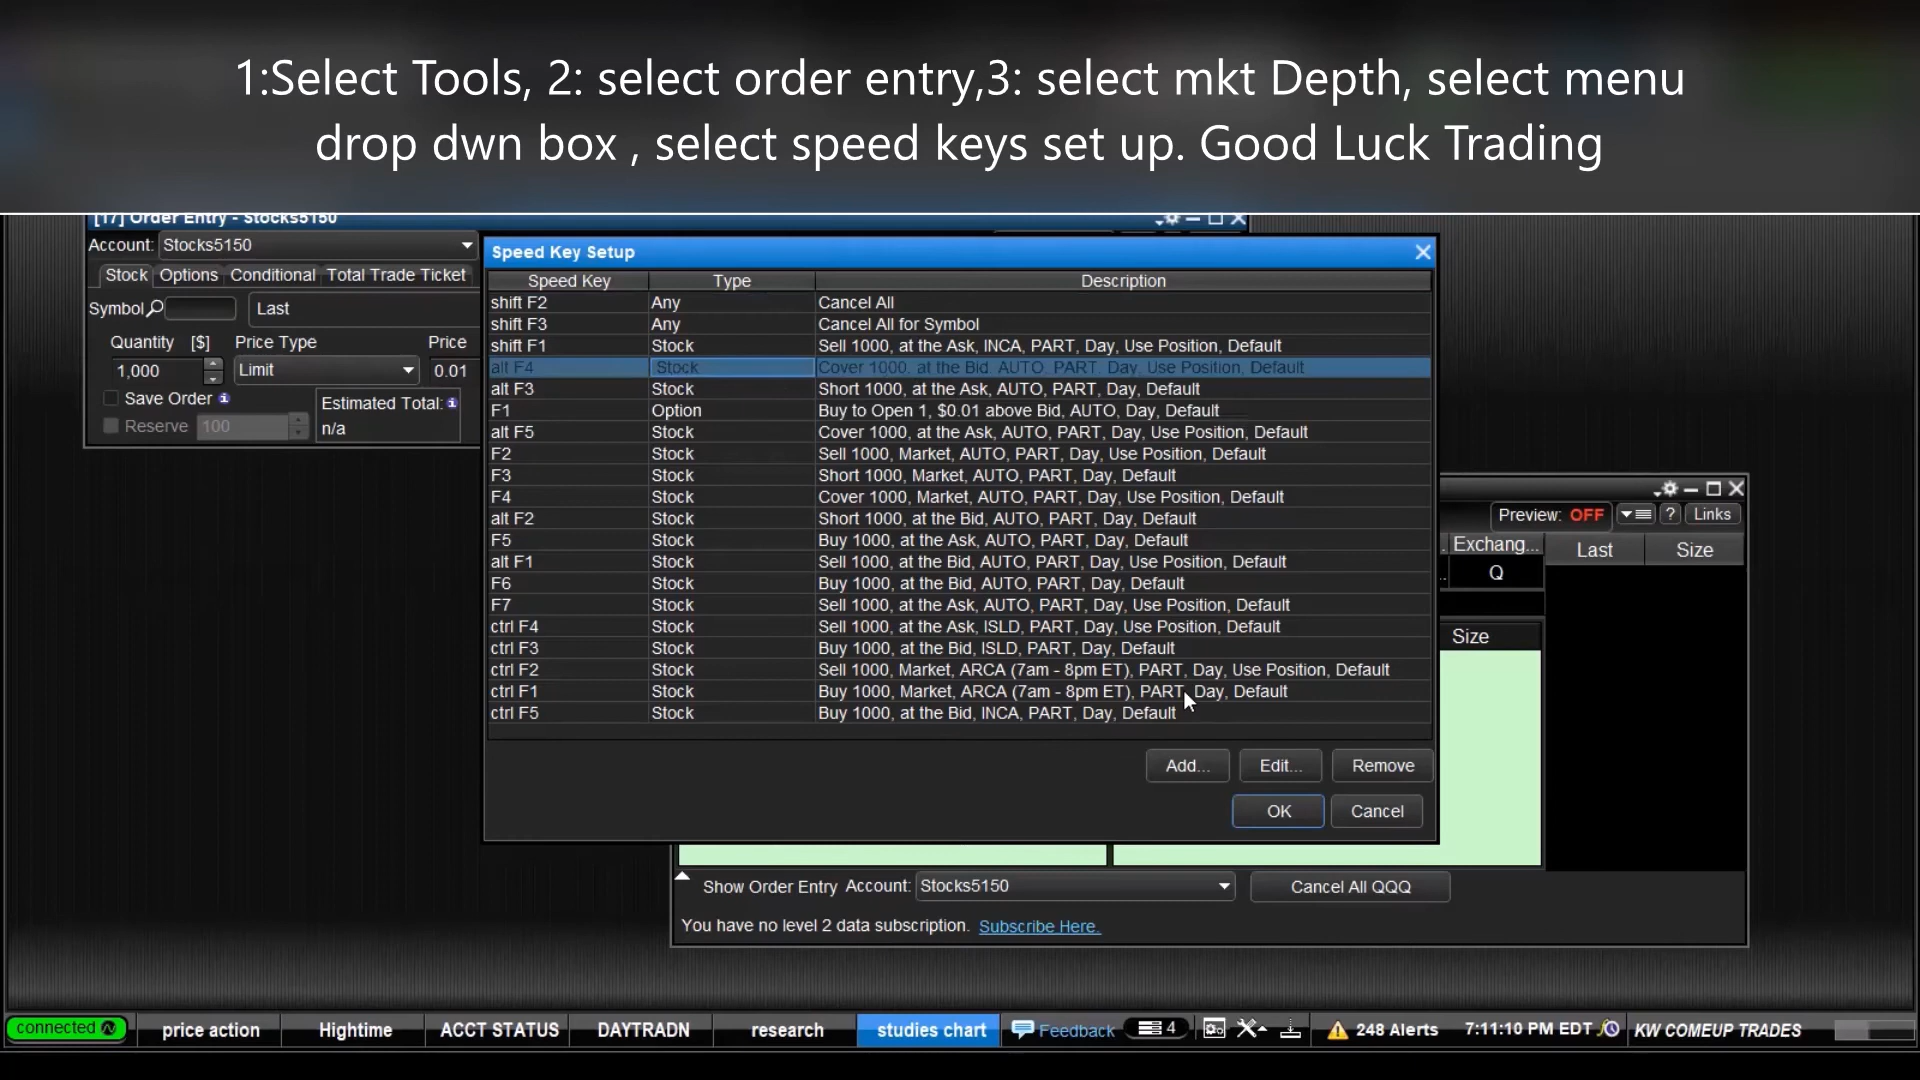 1:Select Tools, 2: select order entry,3: select mkt Depth, select menu
drop dwn box , select speed keys set up. Good Luck Trading
[17] Order Entry - Stocks5150
Account: Stocks5150
Stock Options Conditional Total Trade Ticket
Symbol Last
Quantity [$] Price Type Price
1,000 Limit 0.01
Save Order Estimated Total:
Reserve 100 n/a
Speed Key Setup
Speed Key Type Description
shift F2 Any Cancel All
shift F3 Any Cancel All for Symbol
shift F1 Stock Sell 1000, at the Ask, INCA, PART, Day, Use Position, Default
alt F4 Stock Cover 1000, at the Bid, AUTO, PART, Day, Use Position, Default
alt F3 Stock Short 1000, at the Ask, AUTO, PART, Day, Default
F1 Option Buy to Open 1, $0.01 above Bid, AUTO, Day, Default
alt F5 Stock Cover 1000, at the Ask, AUTO, PART, Day, Use Position, Default
F2 Stock Sell 1000, Market, AUTO, PART, Day, Use Position, Default
F3 Stock Short 1000, Market, AUTO, PART, Day, Default
F4 Stock Cover 1000, Market, AUTO, PART, Day, Use Position, Default
alt F2 Stock Short 1000, at the Bid, AUTO, PART, Day, Default
F5 Stock Buy 1000, at the Ask, AUTO, PART, Day, Default
alt F1 Stock Sell 1000, at the Bid, AUTO, PART, Day, Use Position, Default
F6 Stock Buy 1000, at the Bid, AUTO, PART, Day, Default
F7 Stock Sell 1000, at the Ask, AUTO, PART, Day, Use Position, Default
ctrl F4 Stock Sell 1000, at the Ask, ISLD, PART, Day, Use Position, Default
ctrl F3 Stock Buy 1000, at the Bid, ISLD, PART, Day, Default
ctrl F2 Stock Sell 1000, Market, ARCA (7am - 8pm ET), PART, Day, Use Position, Default
ctrl F1 Stock Buy 1000, Market, ARCA (7am - 8pm ET), PART, Day, Default
ctrl F5 Stock Buy 1000, at the Bid, INCA, PART, Day, Default
Add... Edit... Remove
OK Cancel
Preview: OFF ? Links
Exchang... Last Size
Q
Size
Show Order Entry Account: Stocks5150 Cancel All QQQ
You have no level 2 data subscription. Subscribe Here.
connected price action Hightime ACCT STATUS DAYTRADN research studies chart Feedback 4 248 Alerts 7:11:10 PM EDT KW COMEUP TRADES